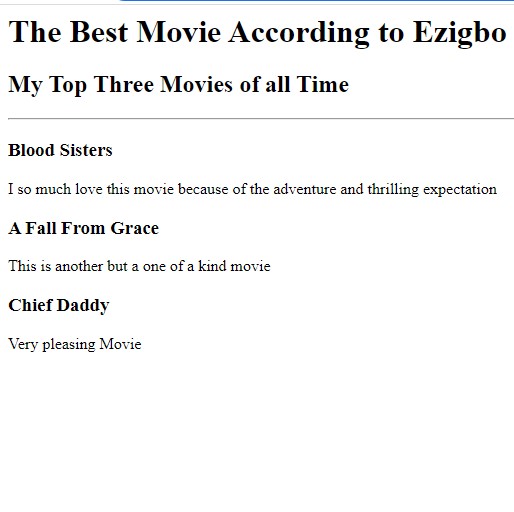 The Best Movie According to Ezigbo
My Top Three Movies of all Time
Blood Sisters
I so much love this movie because of the adventure and thrilling expectation
A Fall From Grace
This is another but a one of a kind movie
Chief Daddy
Very pleasing Movie